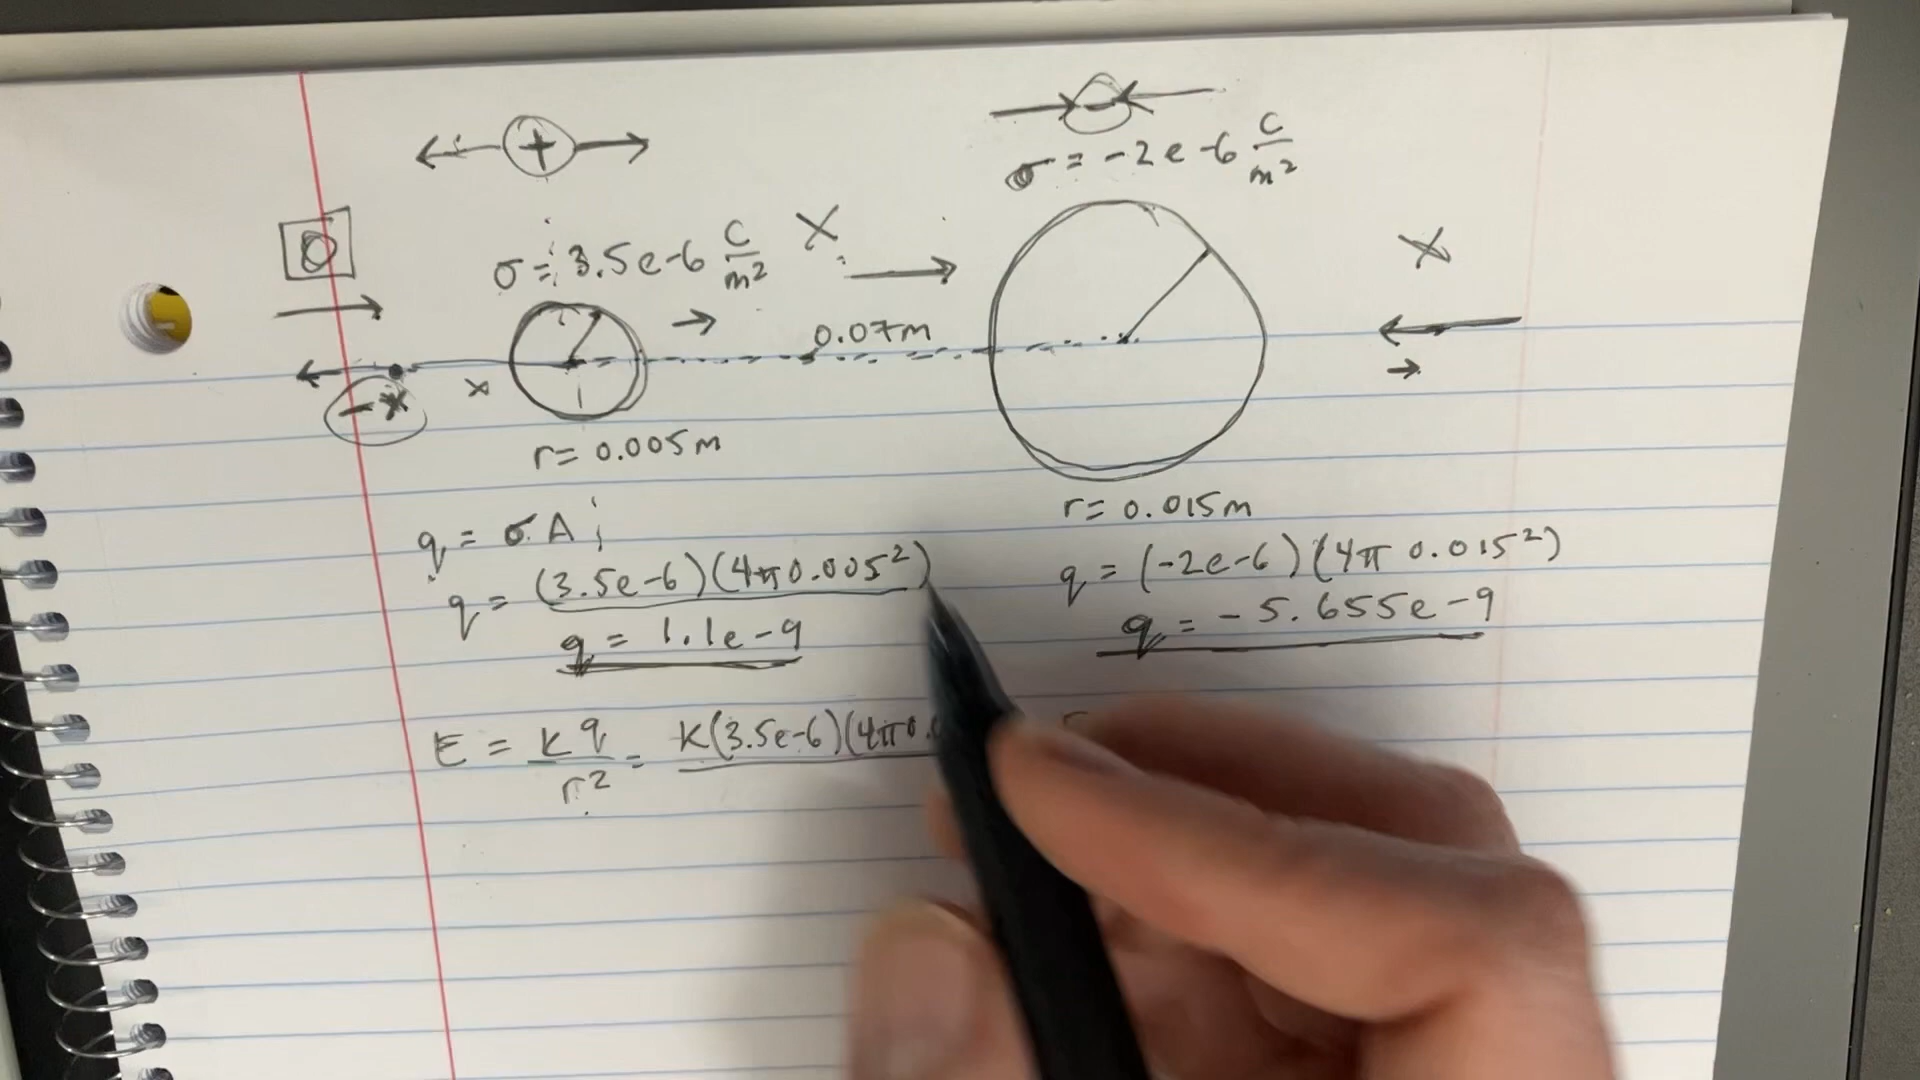 +
-
σ = -2e-6 C/m²
0
σ = 3.5e-6 C/m²
X
X
0.07m
x
-x
r= 0.005m
r= 0.015m
q = σ A ;
q = (3.5e-6)(4π0.005²)
q = 1.1e-9
q = (-2e-6)(4π 0.015²)
q = -5.655e-9
E = kq/r² = K(3.5e-6)(4π0.